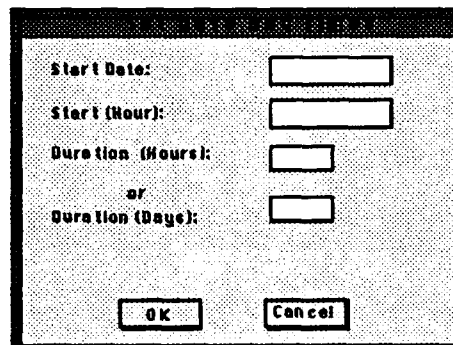 Start Date:
Start (Hour):
Duration (Hours):
or
Duration (Days):
OK Cancel